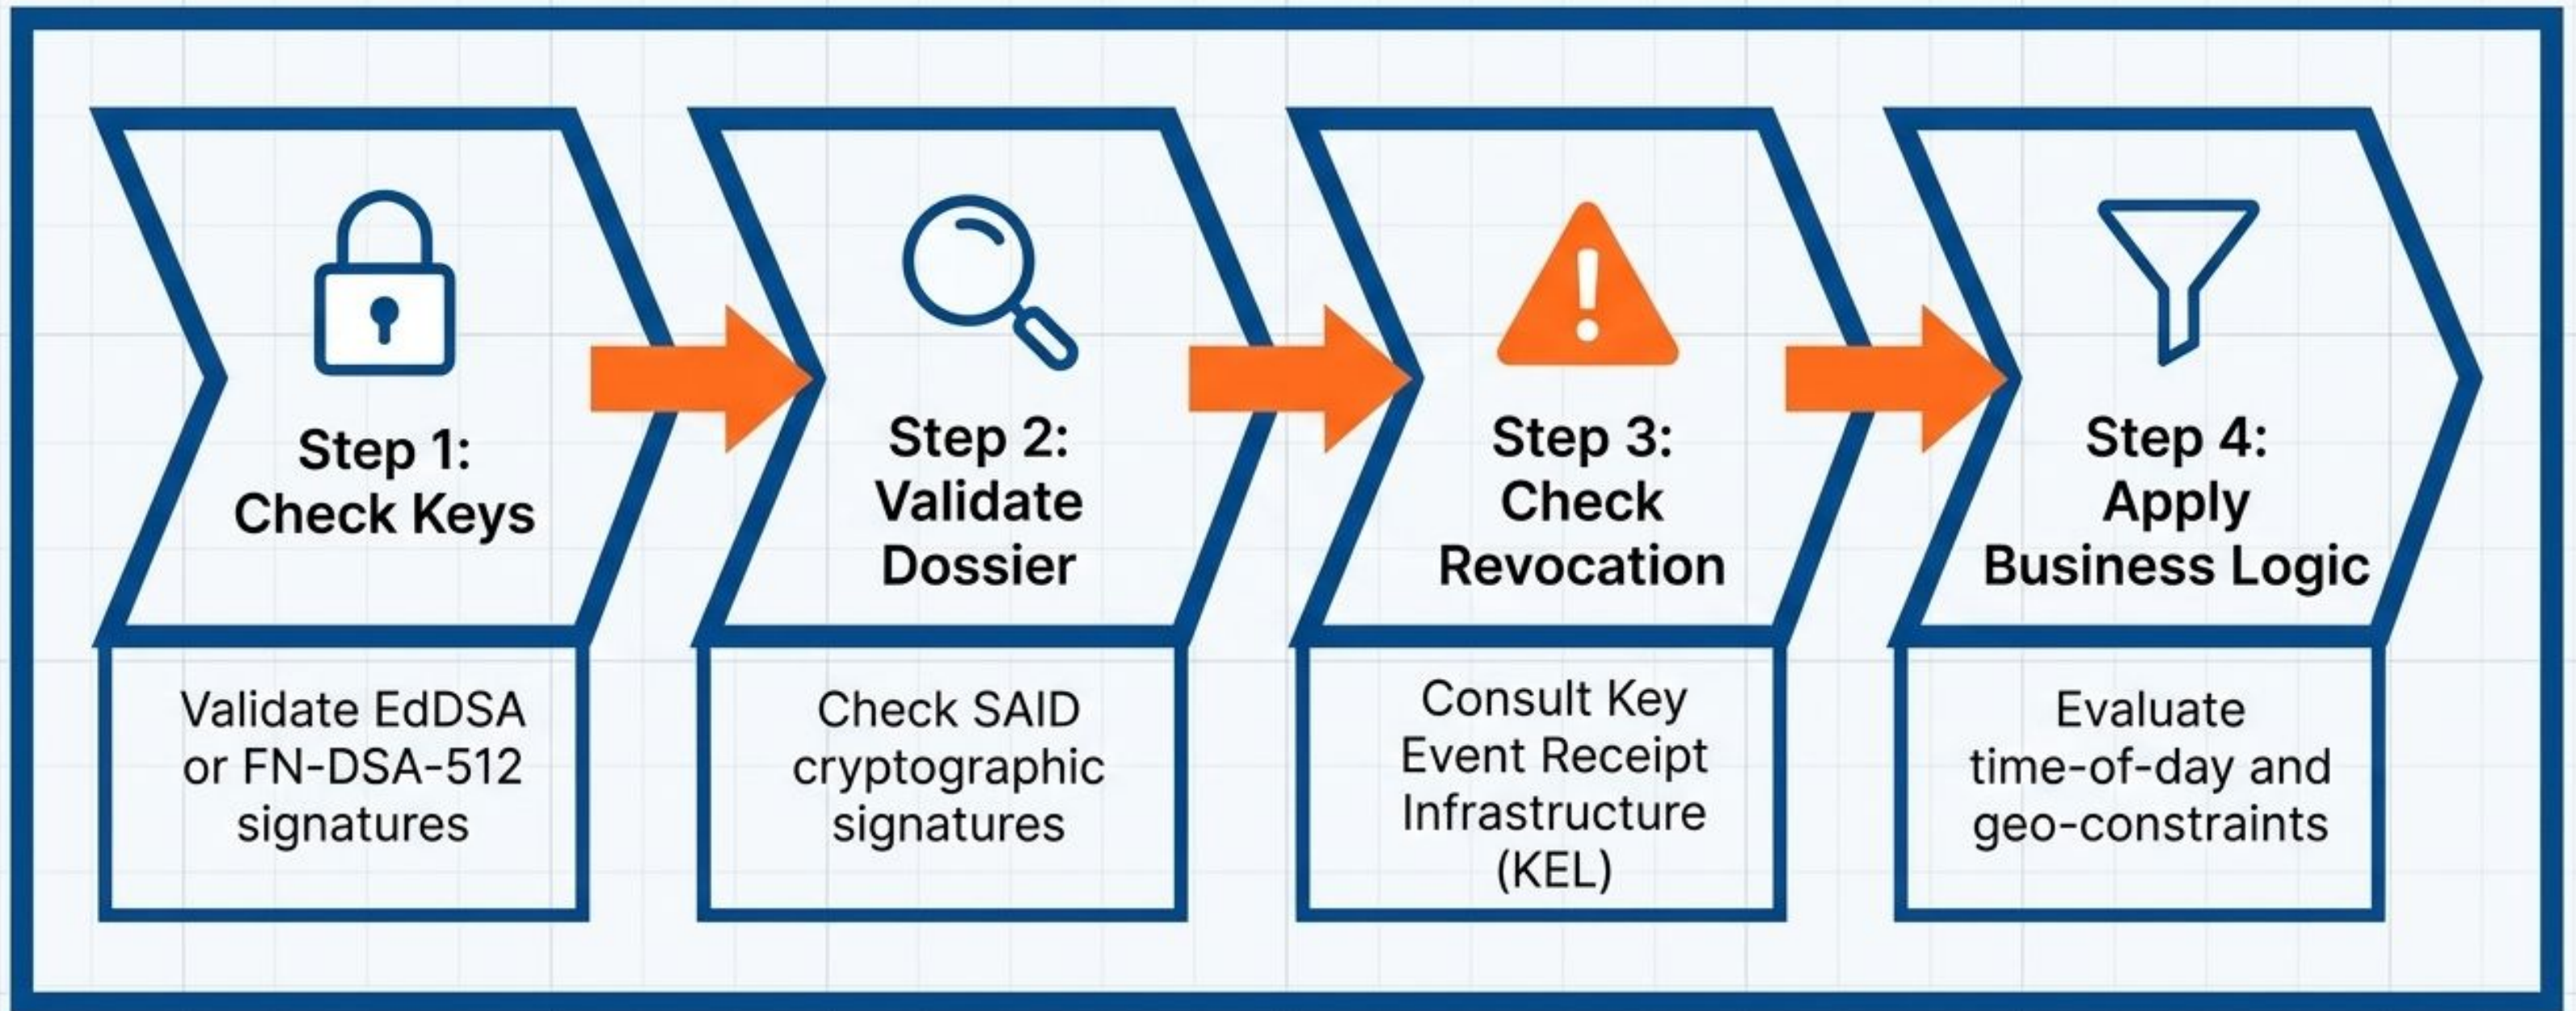 Step 1:
Check Keys
Validate EdDSA
or FN-DSA-512
signatures
Step 2:
Validate
Dossier
Check SAID
cryptographic
signatures
Step 3:
Check
Revocation
Consult Key
Event Receipt
Infrastructure
(KEL)
Step 4:
Apply
Business Logic
Evaluate
time-of-day and
geo-constraints